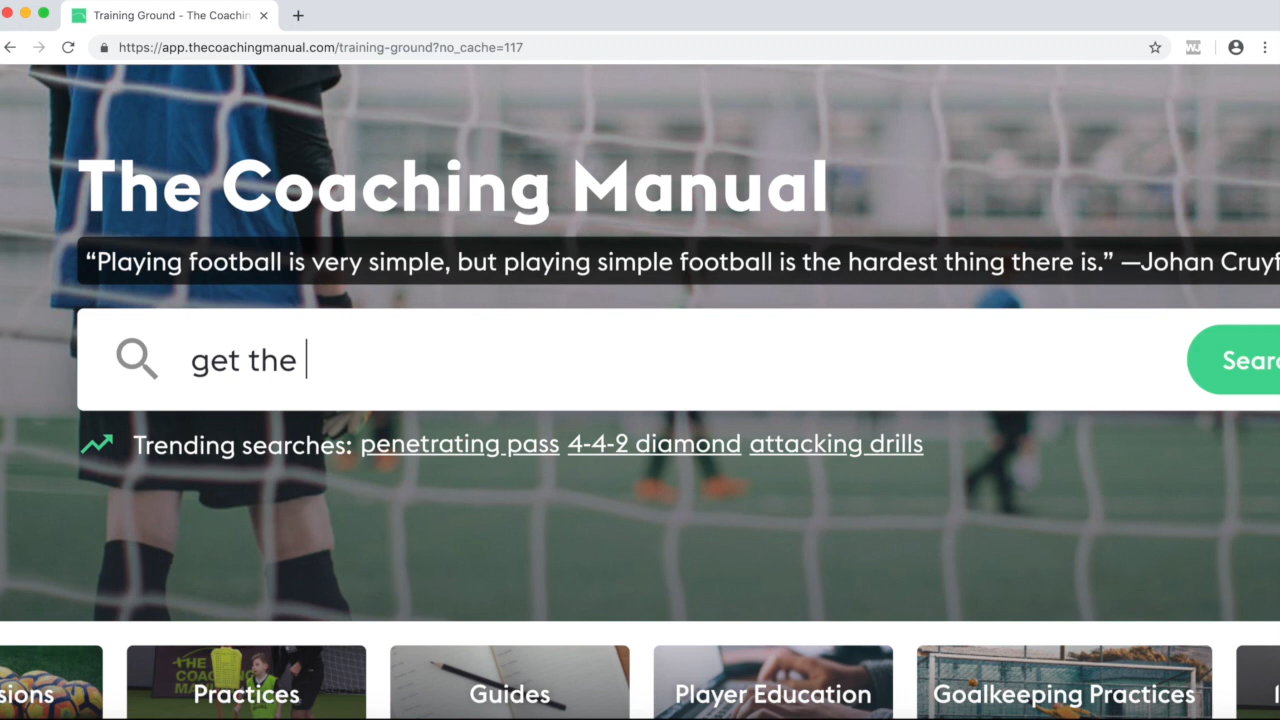 Training Ground - The Coachin
https://app.thecoachingmanual.com/training-ground?no_cache=117
The Coaching Manual
“Playing football is very simple, but playing simple football is the hardest thing there is.” —Johan Cruyf
get the
Sear
Trending searches: penetrating pass 4-4-2 diamond attacking drills
THE
sions
Practices
Guides
Player Education
Goalkeeping Practices